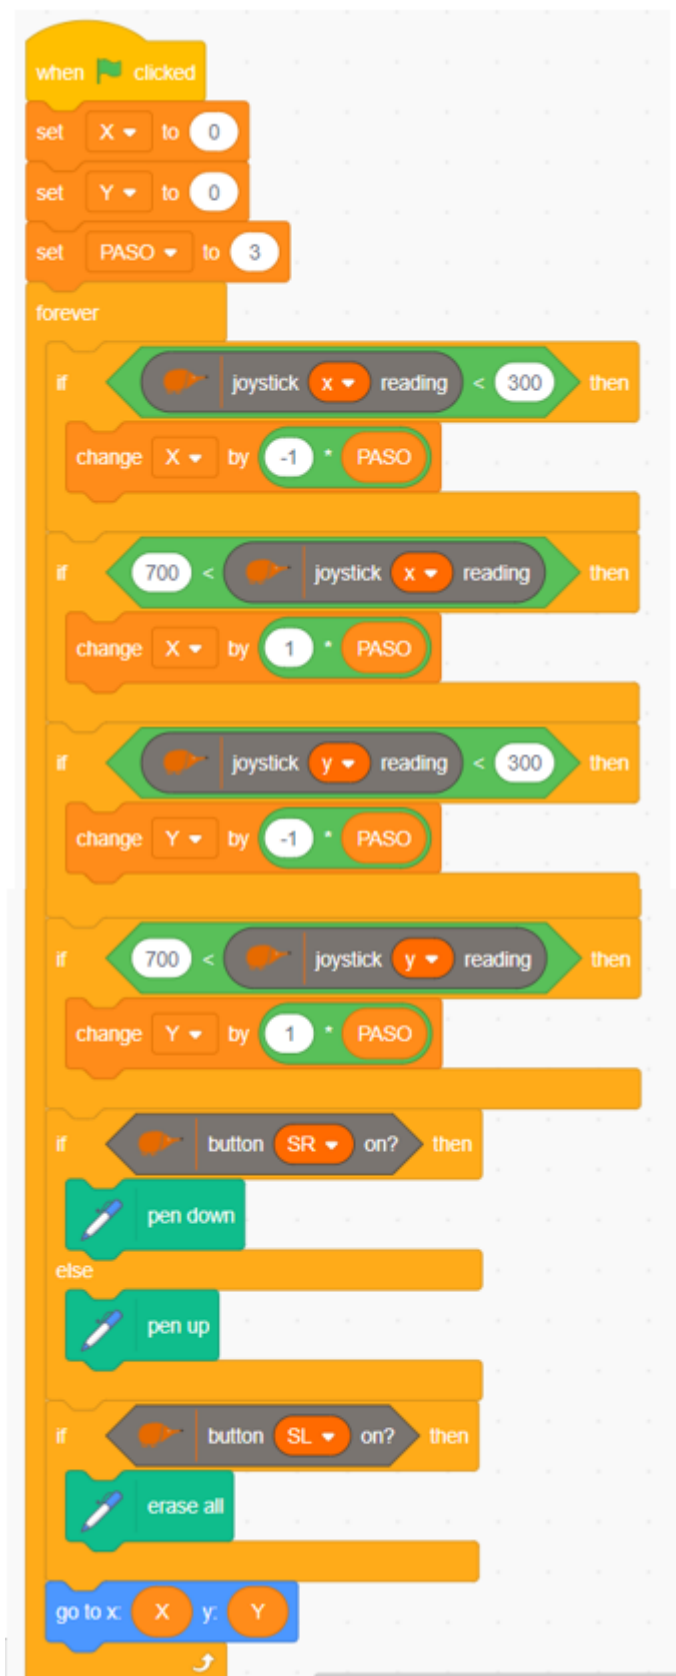 when clicked
set X to 0
set Y to 0
set PASO to 3
forever
if joystick x reading < 300 then
change X by -1 * PASO
if 700 < joystick x reading then
change X by 1 * PASO
if joystick y reading < 300 then
change Y by -1 * PASO
if 700 < joystick y reading then
change Y by 1 * PASO
if button SR on? then
pen down
else
pen up
if button SL on? then
erase all
go to x: X y: Y